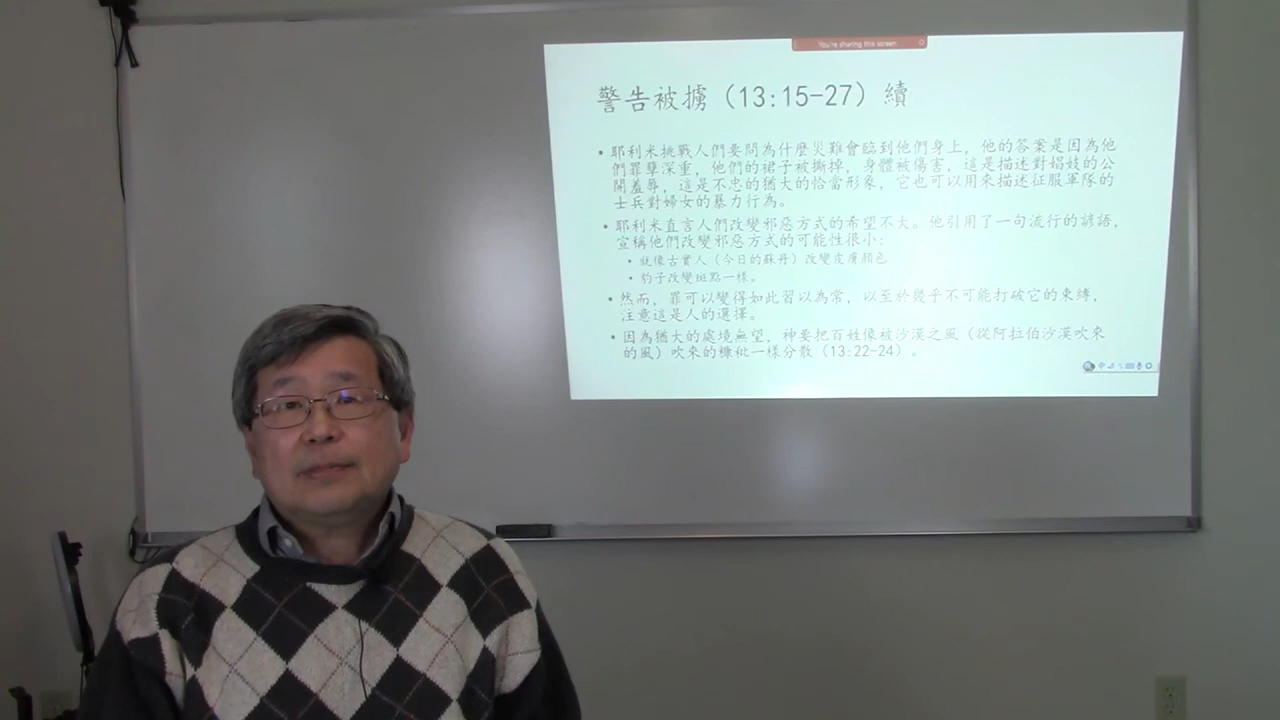 You're sharing this screen
警告被擄（13:15-27）續
• 耶利米挑戰人們要問為什麼災難會臨到他們身上，他的答案是因為他
們罪孽深重，他們的裙子被撕掉，身體被傷害，這是描述對娼妓的公
開羞辱，這是不忠的猶大的恰當形象，它也可以用來描述征服軍隊的
士兵對婦女的暴力行為。
• 耶利米直言人們改變邪惡方式的希望不大。他引用了一句流行的諺語，
宣稱他們改變邪惡方式的可能性很小：
• 就像古實人（今日的蘇丹）改變皮膚顏色
• 豹子改變斑點一樣。
• 然而，罪可以變得如此習以為常，以至於幾乎不可能打破它的束縛，
注意這是人的選擇。
• 因為猶大的處境無望，神要把百姓像被沙漠之風（從阿拉伯沙漠吹來
的風）吹來的糠秕一樣分散（13:22-24）。